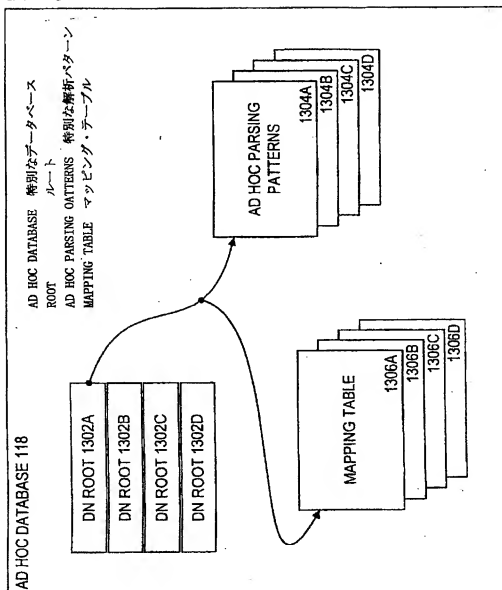 AD HOC DATABASE 118
AD HOC DATABASE 特別なデータベース
ROOT ルート
AD HOC PARSING OATTERNS 特別な解析パターン
MAPPING TABLE マッピング・テーブル
DN ROOT 1302A
DN ROOT 1302B
DN ROOT 1302C
DN ROOT 1302D
AD HOC PARSING
PATTERNS
1304A
1304B
1304C
1304D
MAPPING TABLE
1306A
1306B
1306C
1306D